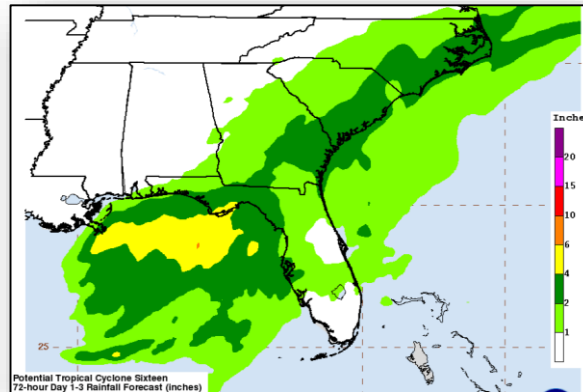 Inches
20
15
10
6
4
2
1
25
Potential Tropical Cyclone Sixteen
72-hour Day 1-3 Rainfall Forecast (inches)